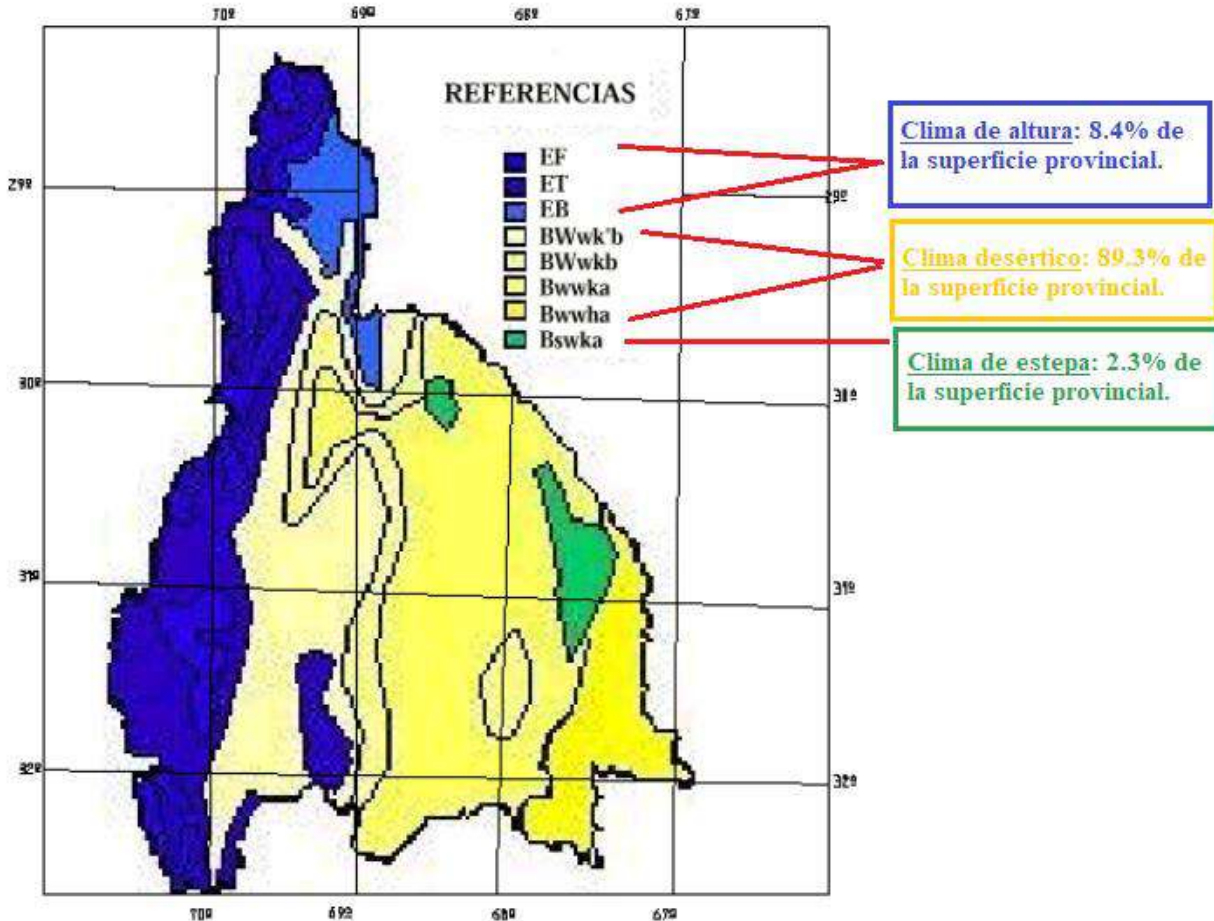 70º 69º 68º 67º
REFERENCIAS
EF
ET
EB
BWwk'b
BWwkb
Bwwka
Bwwha
Bswka
Clima de altura: 8.4% de
la superficie provincial.
Clima desértico: 89.3% de
la superficie provincial.
Clima de estepa: 2.3% de
la superficie provincial.
29º 29º
30º 30º
31º 31º
32º 32º
70º 69º 68º 67º